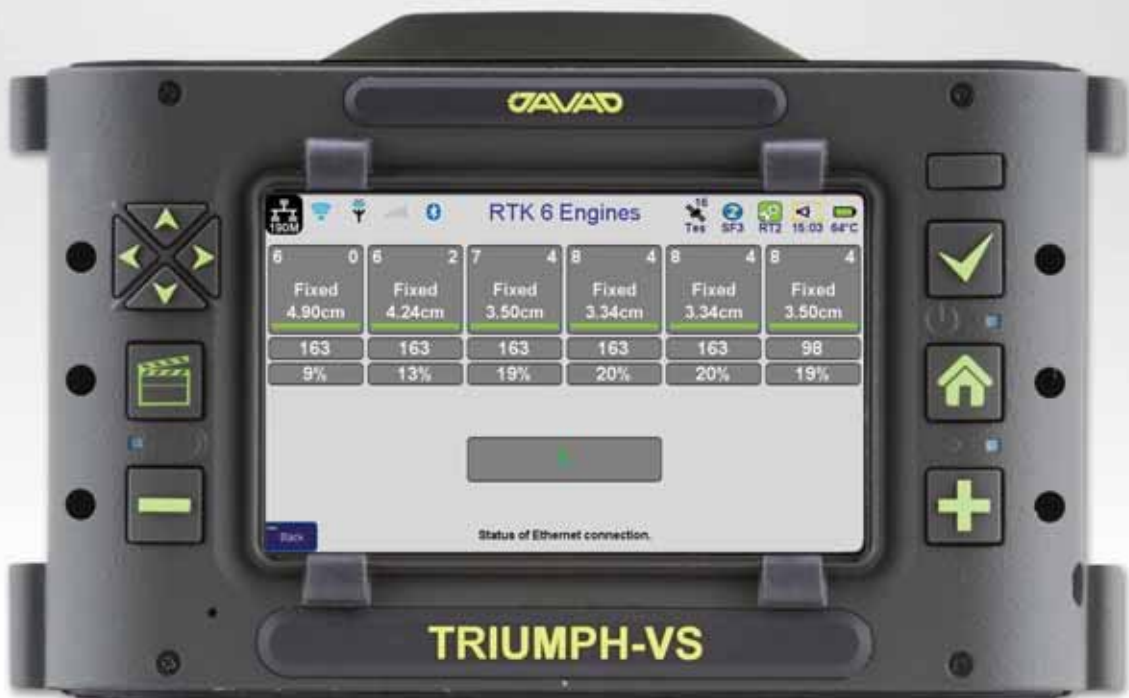 JAVAD
190M
RTK 6 Engines
16
Tes SF3 RT2 15:03 64°C
6 0 6 2 7 4 8 4 8 4 8 4
Fixed Fixed Fixed Fixed Fixed Fixed
4.90cm 4.24cm 3.50cm 3.34cm 3.34cm 3.50cm
163 163 163 163 163 98
9% 13% 19% 20% 20% 19%
Back
Status of Ethernet connection.
TRIUMPH-VS